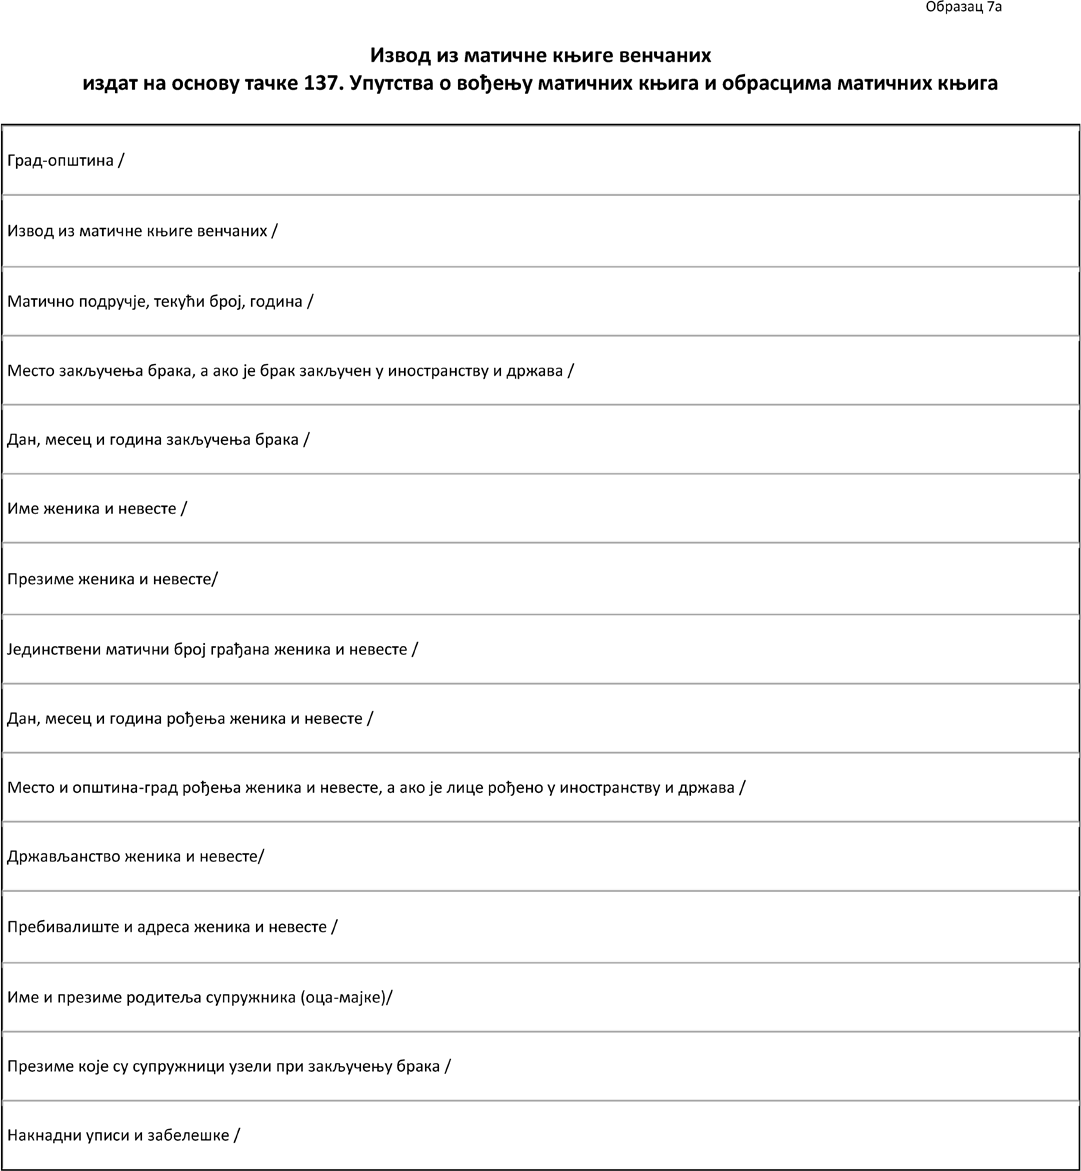 Образац 7а
Извод из матичне књиге венчаних
издат на основу тачке 137. Упутства о вођењу матичних књига и обрасцима матичних књига
Град-општина /
Извод из матичне књиге венчаних /
Матично подручје, текући број, година /
Место закључења брака, а ако је брак закључен у иностранству и држава /
Дан, месец и година закључења брака /
Име женика и невесте /
Презиме женика и невесте/
Јединствени матични број грађана женика и невесте /
Дан, месец и година рођења женика и невесте /
Место и општина-град рођења женика и невесте, а ако је лице рођено у иностранству и држава /
Држављанство женика и невесте/
Пребивалиште и адреса женика и невесте /
Име и презиме родитеља супружника (оца-мајке)/
Презиме које су супружници узели при закључењу брака /
Накнадни уписи и забелешке /